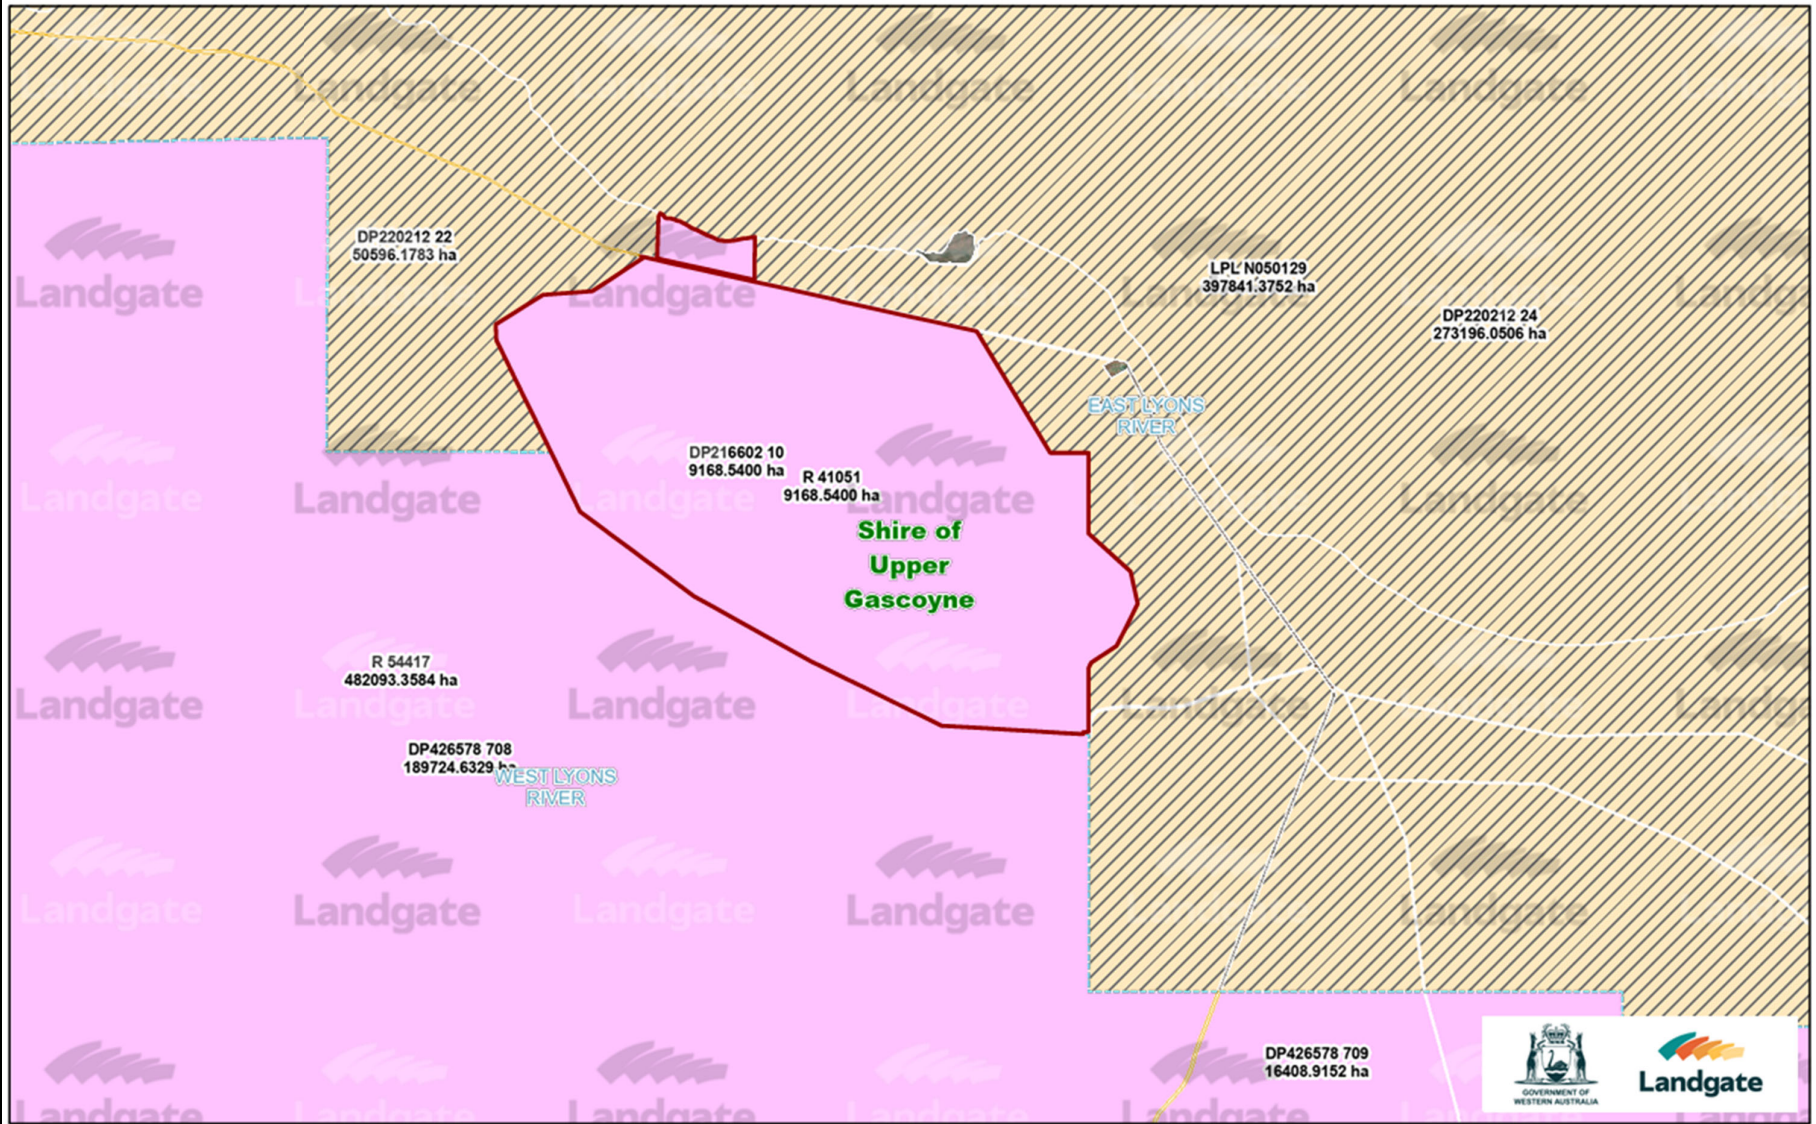 DP220212 22
50596.1783 ha
LPL N050129
397841.3752 ha
DP220212 24
273196.0506 ha
EAST LYONS
RIVER
DP216602 10
9168.5400 ha
R 41051
9168.5400 ha
Shire of
Upper
Gascoyne
R 54417
482093.3584 ha
DP426578 708
189724.6329 ha
WEST LYONS
RIVER
DP426578 709
16408.9152 ha
GOVERNMENT OF
WESTERN AUSTRALIA
Landgate